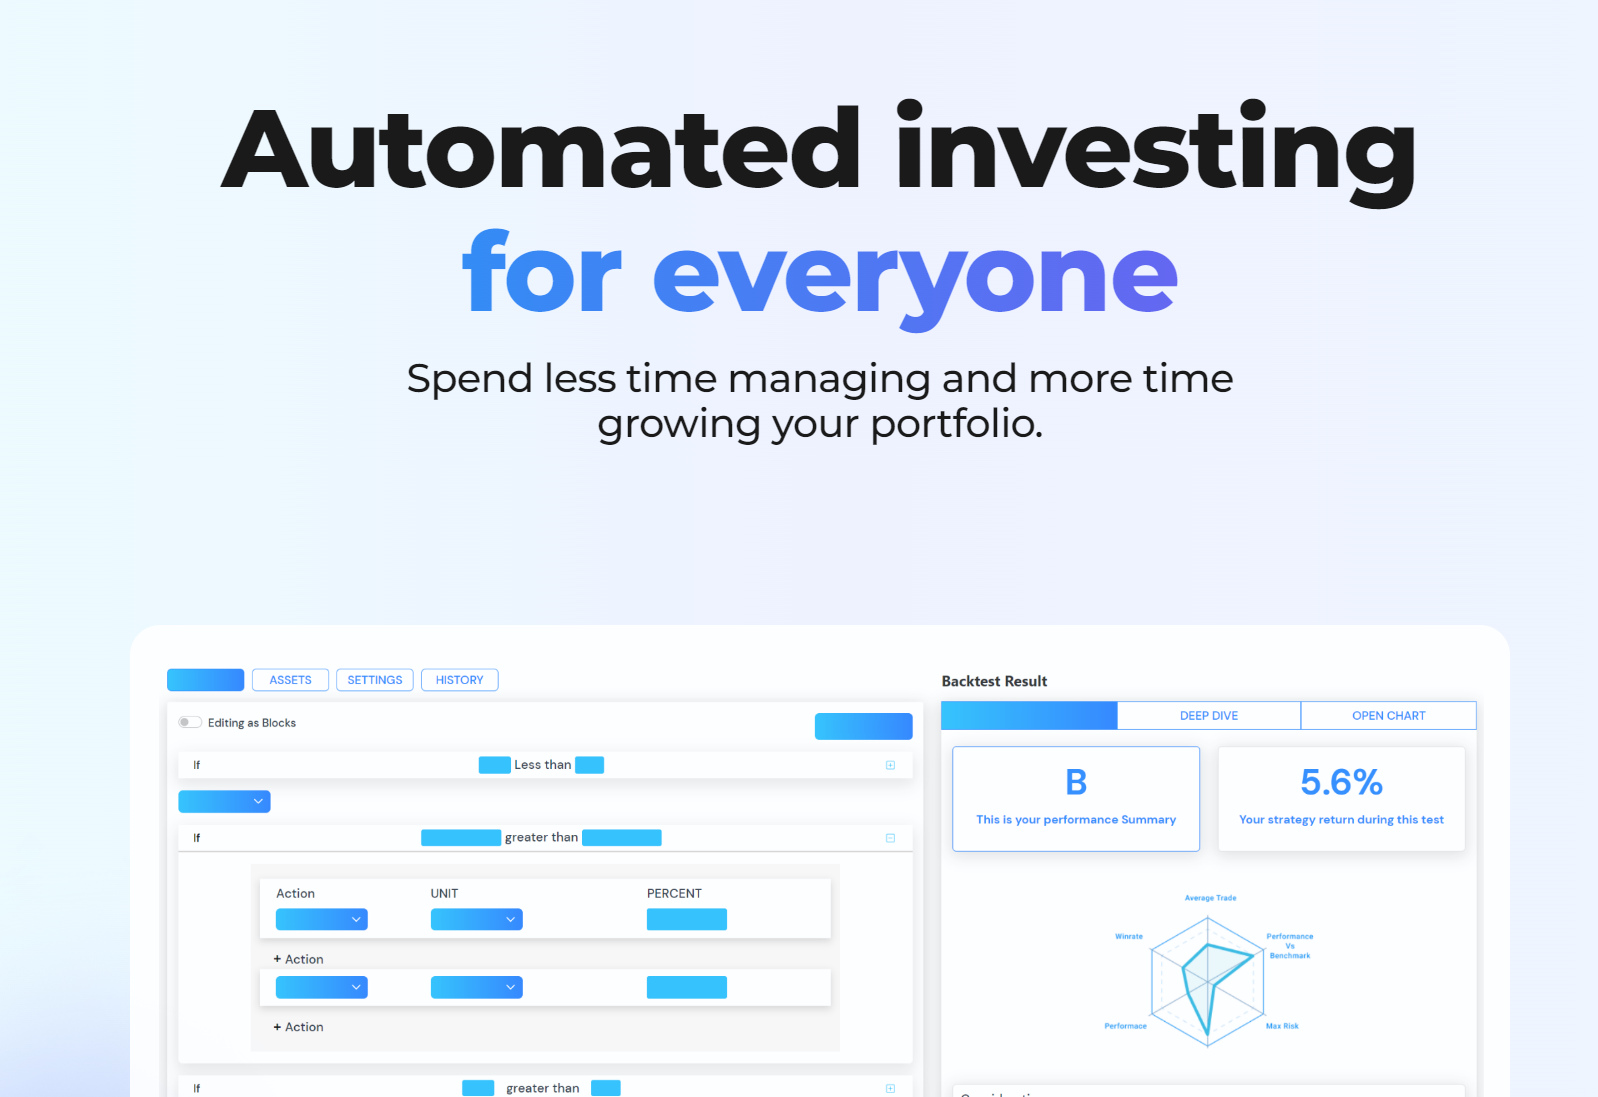 Automated investing
for everyone
Spend less time managing and more time
growing your portfolio.
ASSETS
SETTINGS
HISTORY
Editing as Blocks
If
Less than
If
greater than
Action
UNIT
PERCENT
+ Action
+ Action
If
greater than
Backtest Result
DEEP DIVE
OPEN CHART
B
This is your performance Summary
5.6%
Your strategy return during this test
Average Trade
Winrate
Performance
Vs
Benchmark
Performace
Max Risk